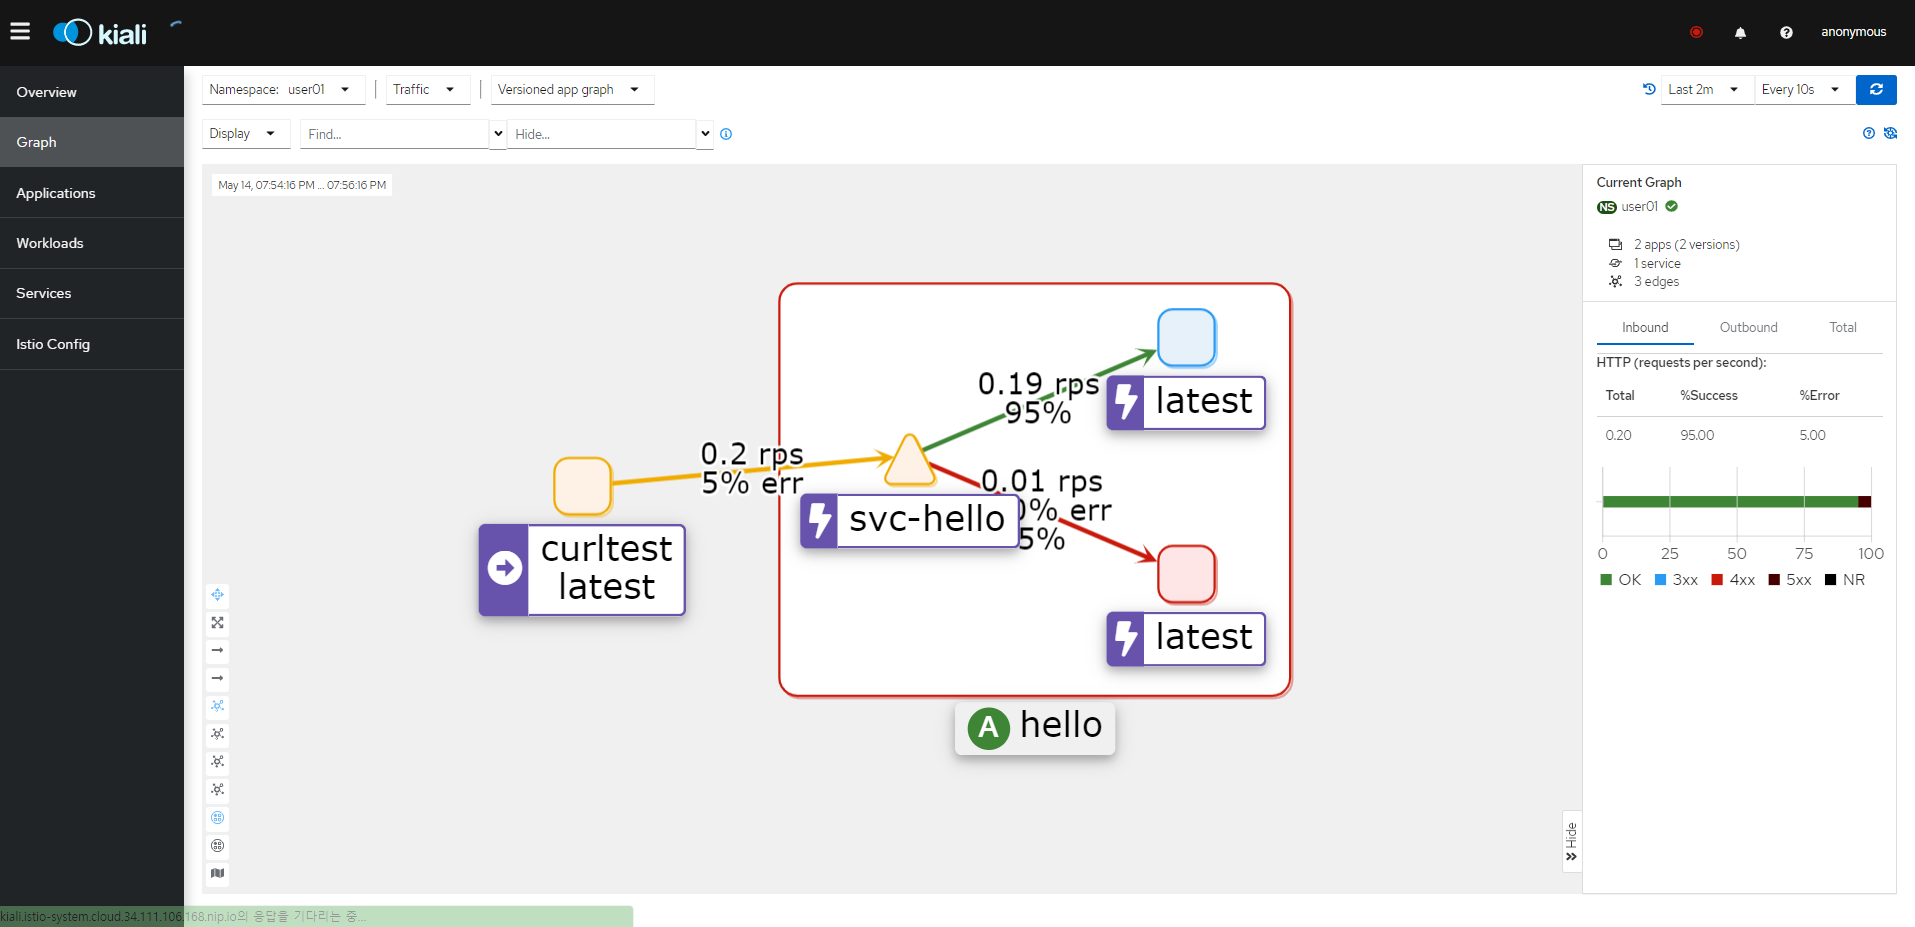 kiali
anonymous
Overview
Graph
Applications
Workloads
Services
Istio Config
Namespace: user01
Traffic
Versioned app graph
Last 2m
Every 10s
Display
Find...
Hide...
May 14, 07:54:16 PM ... 07:56:16 PM
0.19 rps
95%
latest
0.2 rps
5% err
svc-hello
0.01 rps
% err
5%
curltest
latest
latest
A hello
Hide
Current Graph
NS user01
2 apps (2 versions)
1 service
3 edges
Inbound Outbound Total
HTTP (requests per second):
Total %Success %Error
0.20 95.00 5.00
0 25 50 75 100
OK 3xx 4xx 5xx NR
kiali.istio-system.cloud.34.111.106.168.nip.io의 응답을 기다리는 중...